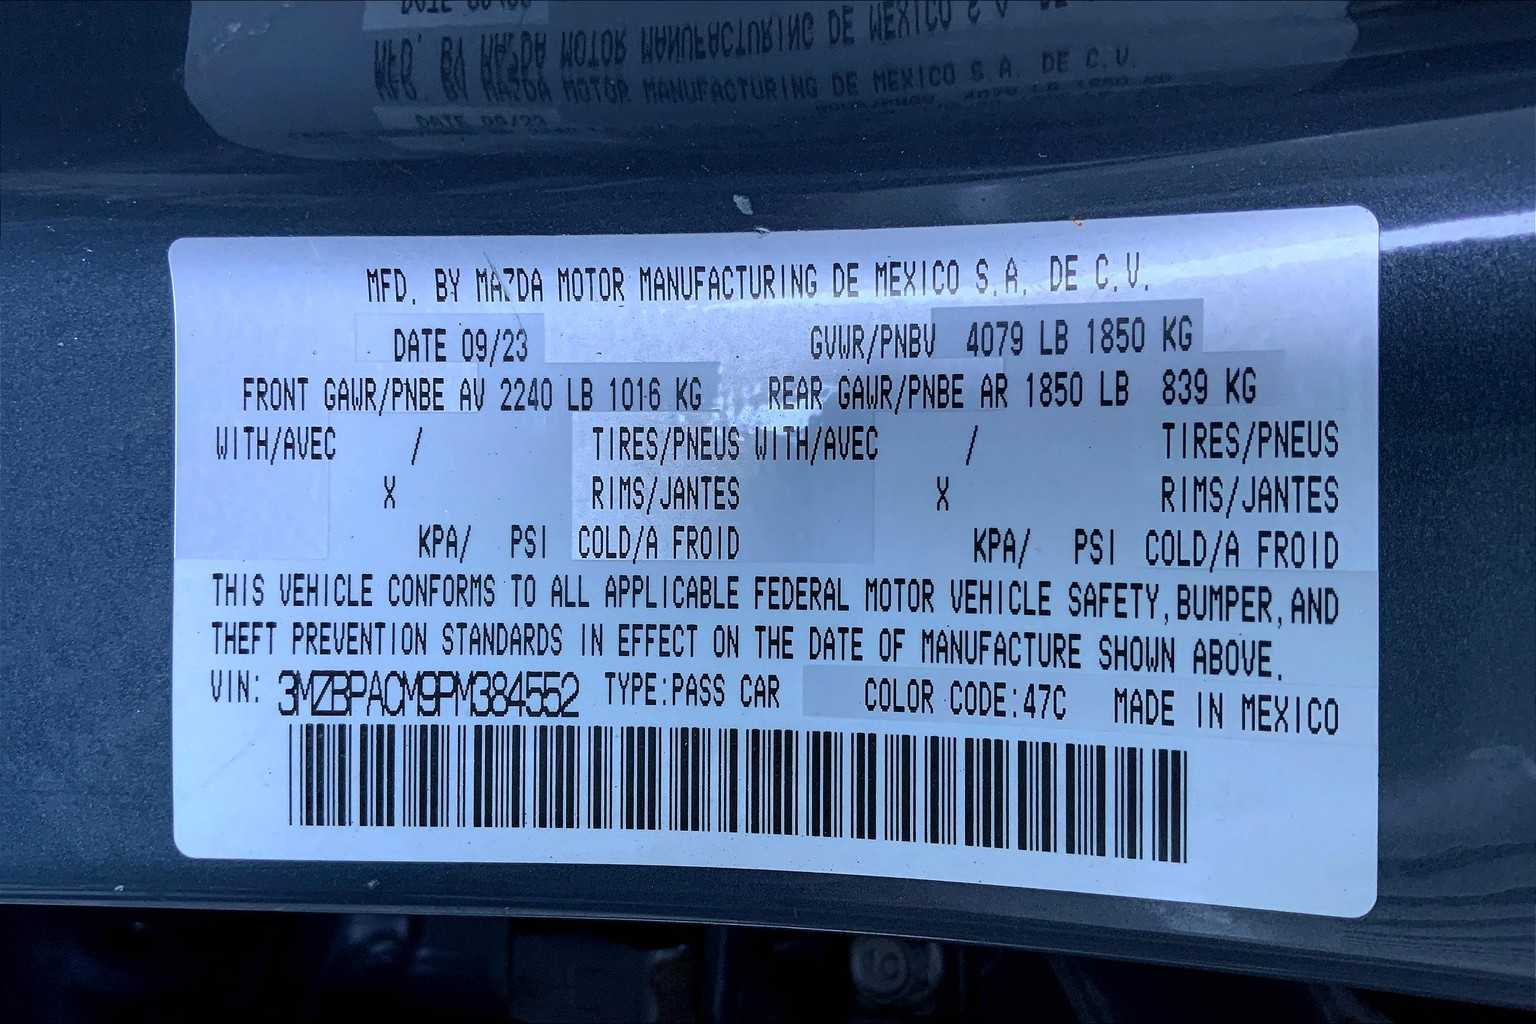 MFD. BY MAZDA MOTOR MANUFACTURING DE MEXICO S.A. DE C.V.
DATE 09/23 GVWR/PNBV 4079 LB 1850 KG
FRONT GAWR/PNBE AV 2240 LB 1016 KG REAR GAWR/PNBE AR 1850 LB 839 KG
WITH/AVEC / TIRES/PNEUS WITH/AVEC / TIRES/PNEUS
X RIMS/JANTES X RIMS/JANTES
KPA/ PSI COLD/A FROID KPA/ PSI COLD/A FROID
THIS VEHICLE CONFORMS TO ALL APPLICABLE FEDERAL MOTOR VEHICLE SAFETY, BUMPER, AND
THEFT PREVENTION STANDARDS IN EFFECT ON THE DATE OF MANUFACTURE SHOWN ABOVE.
VIN: 3MZBPACM9PM384552 TYPE:PASS CAR COLOR CODE:47C MADE IN MEXICO